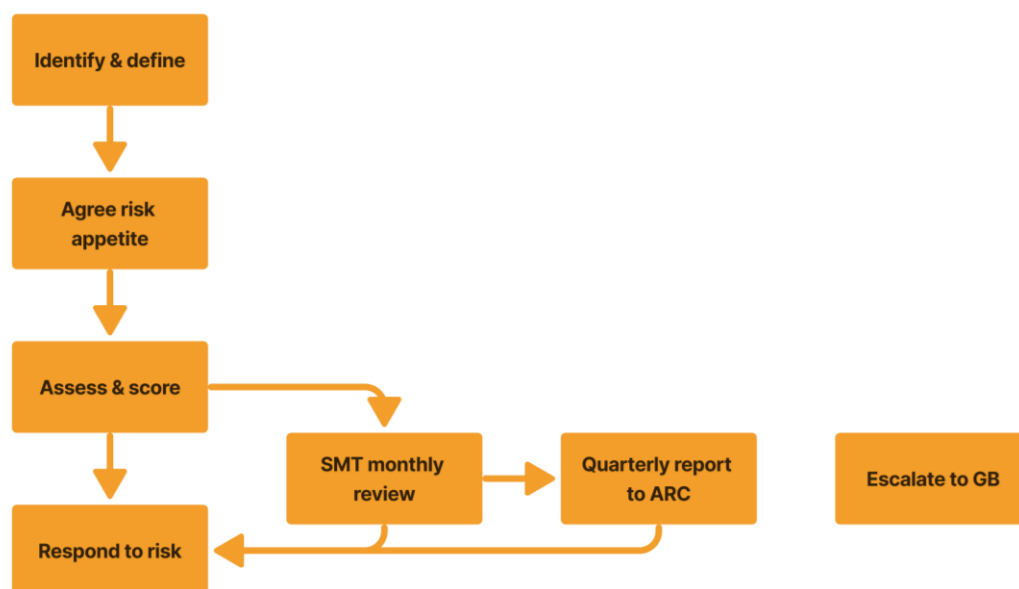 Identify & define
Agree risk
appetite
Assess & score
SMT monthly
review
Quarterly report
to ARC
Escalate to GB
Respond to risk